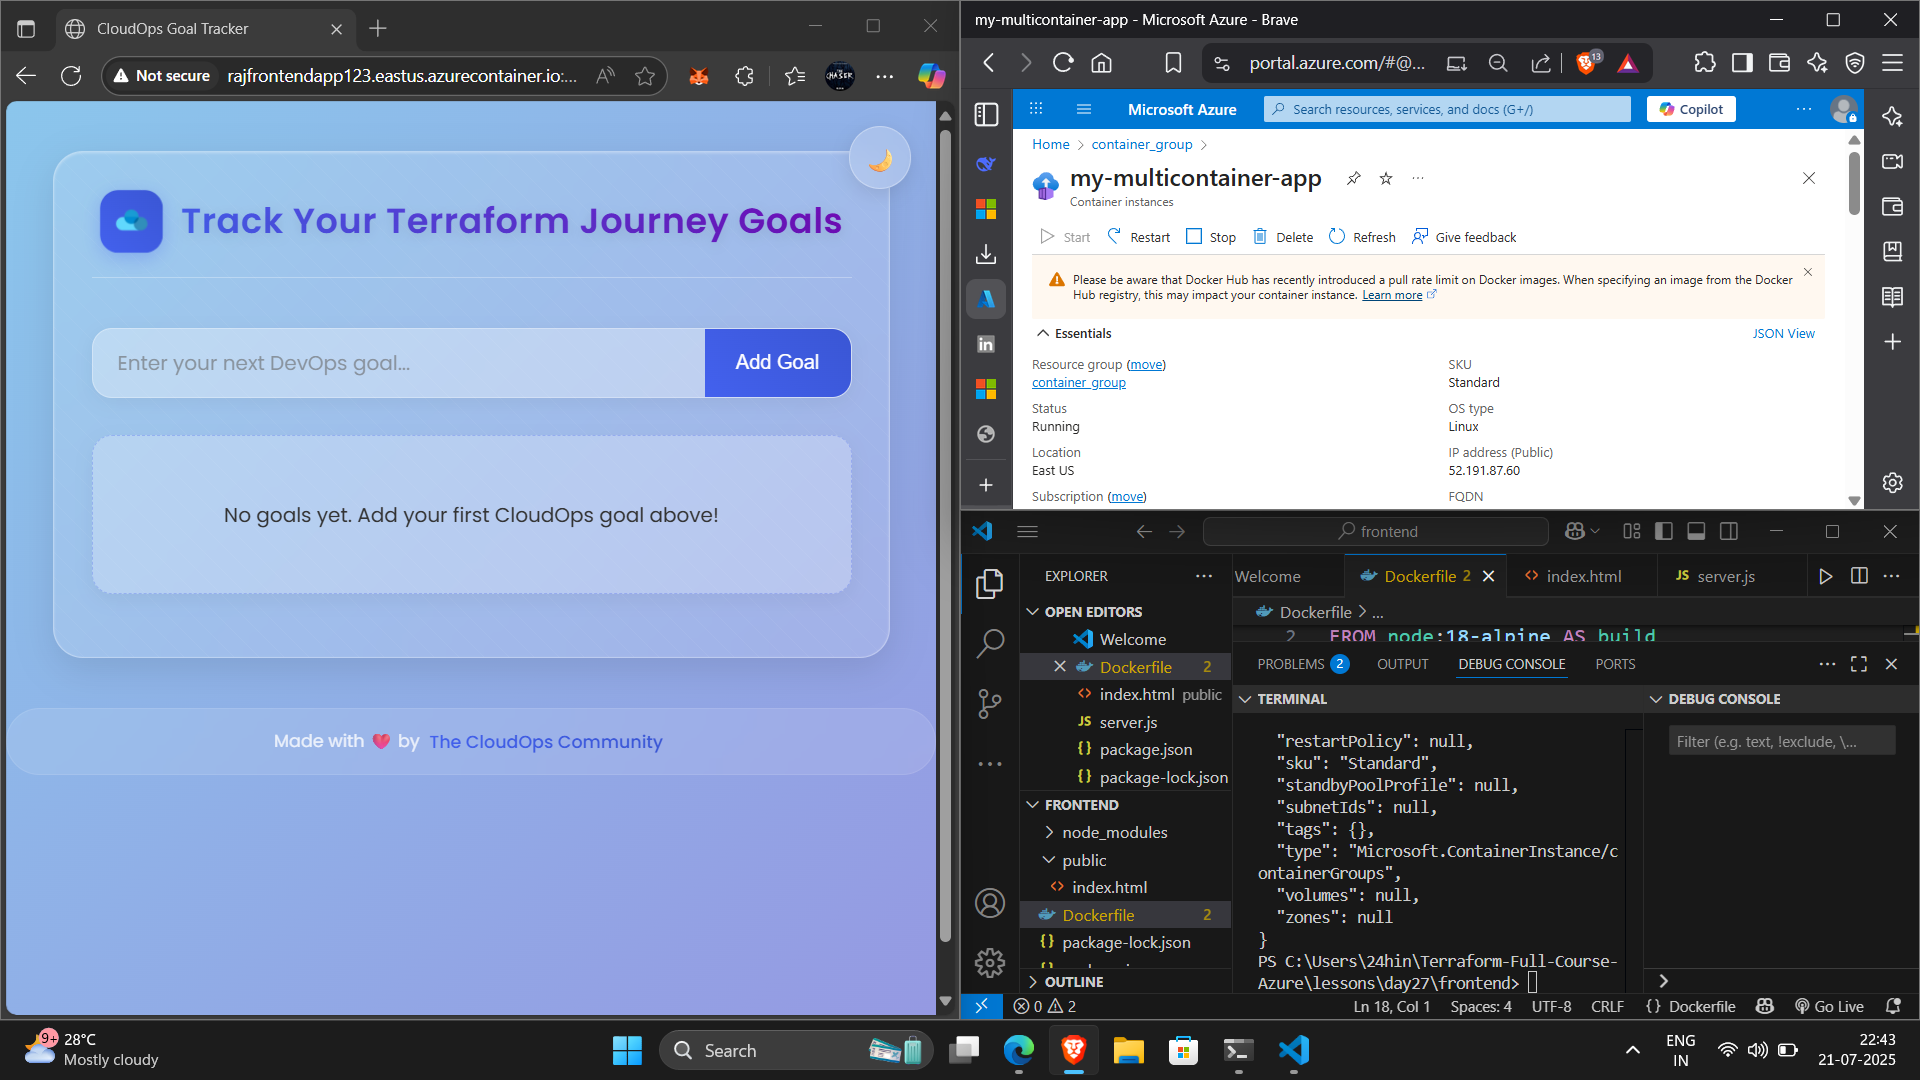 CloudOps Goal Tracker
Not secure
rajfrontendapp123.eastus.azurecontainer.io:...
Track Your Terraform Journey Goals
Enter your next DevOps goal...
Add Goal
No goals yet. Add your first CloudOps goal above!
Made with ❤️ by The CloudOps Community
my-multicontainer-app - Microsoft Azure - Brave
portal.azure.com/#@...
13
Microsoft Azure
Search resources, services, and docs (G+/)
Copilot
Home > container_group >
my-multicontainer-app
Container instances
Start
Restart
Stop
Delete
Refresh
Give feedback
Please be aware that Docker Hub has recently introduced a pull rate limit on Docker images. When specifying an image from the Docker
Hub registry, this may impact your container instance. Learn more
Essentials
JSON View
Resource group (move)
container_group
Status
Running
Location
East US
Subscription (move)
SKU
Standard
OS type
Linux
IP address (Public)
52.191.87.60
FQDN
frontend
EXPLORER
OPEN EDITORS
Welcome
Dockerfile 2
index.html public
server.js
package.json
package-lock.json
FRONTEND
node_modules
public
index.html
Dockerfile 2
package-lock.json
OUTLINE
Welcome
Dockerfile 2
index.html
JS server.js
Dockerfile > ...
2 FROM node:18-alpine AS build
PROBLEMS 2
OUTPUT
DEBUG CONSOLE
PORTS
TERMINAL
"restartPolicy": null,
"sku": "Standard",
"standbyPoolProfile": null,
"subnetIds": null,
"tags": {},
"type": "Microsoft.ContainerInstance/c
ontainerGroups",
"volumes": null,
"zones": null
}
PS C:\Users\24hin\Terraform-Full-Course-
Azure\lessons\day27\frontend>
DEBUG CONSOLE
Filter (e.g. text, !exclude, \...
0 2
Ln 18, Col 1
Spaces: 4
UTF-8
CRLF
{} Dockerfile
Go Live
9+
28°C
Mostly cloudy
Search
ENG
IN
22:43
21-07-2025